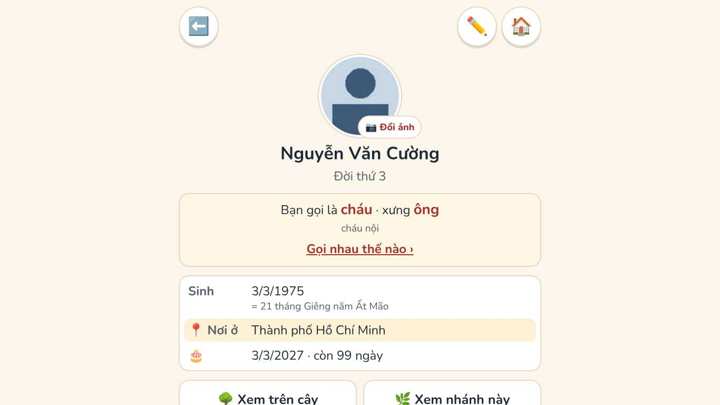 Đổi ảnh
Nguyễn Văn Cường
Đời thứ 3
Bạn gọi là cháu · xưng ông
cháu nội
Gọi nhau thế nào ›
Sinh 3/3/1975
= 21 tháng Giêng năm Ất Mão
Nơi ở Thành phố Hồ Chí Minh
3/3/2027 · còn 99 ngày
Xem trên cây Xem nhánh này